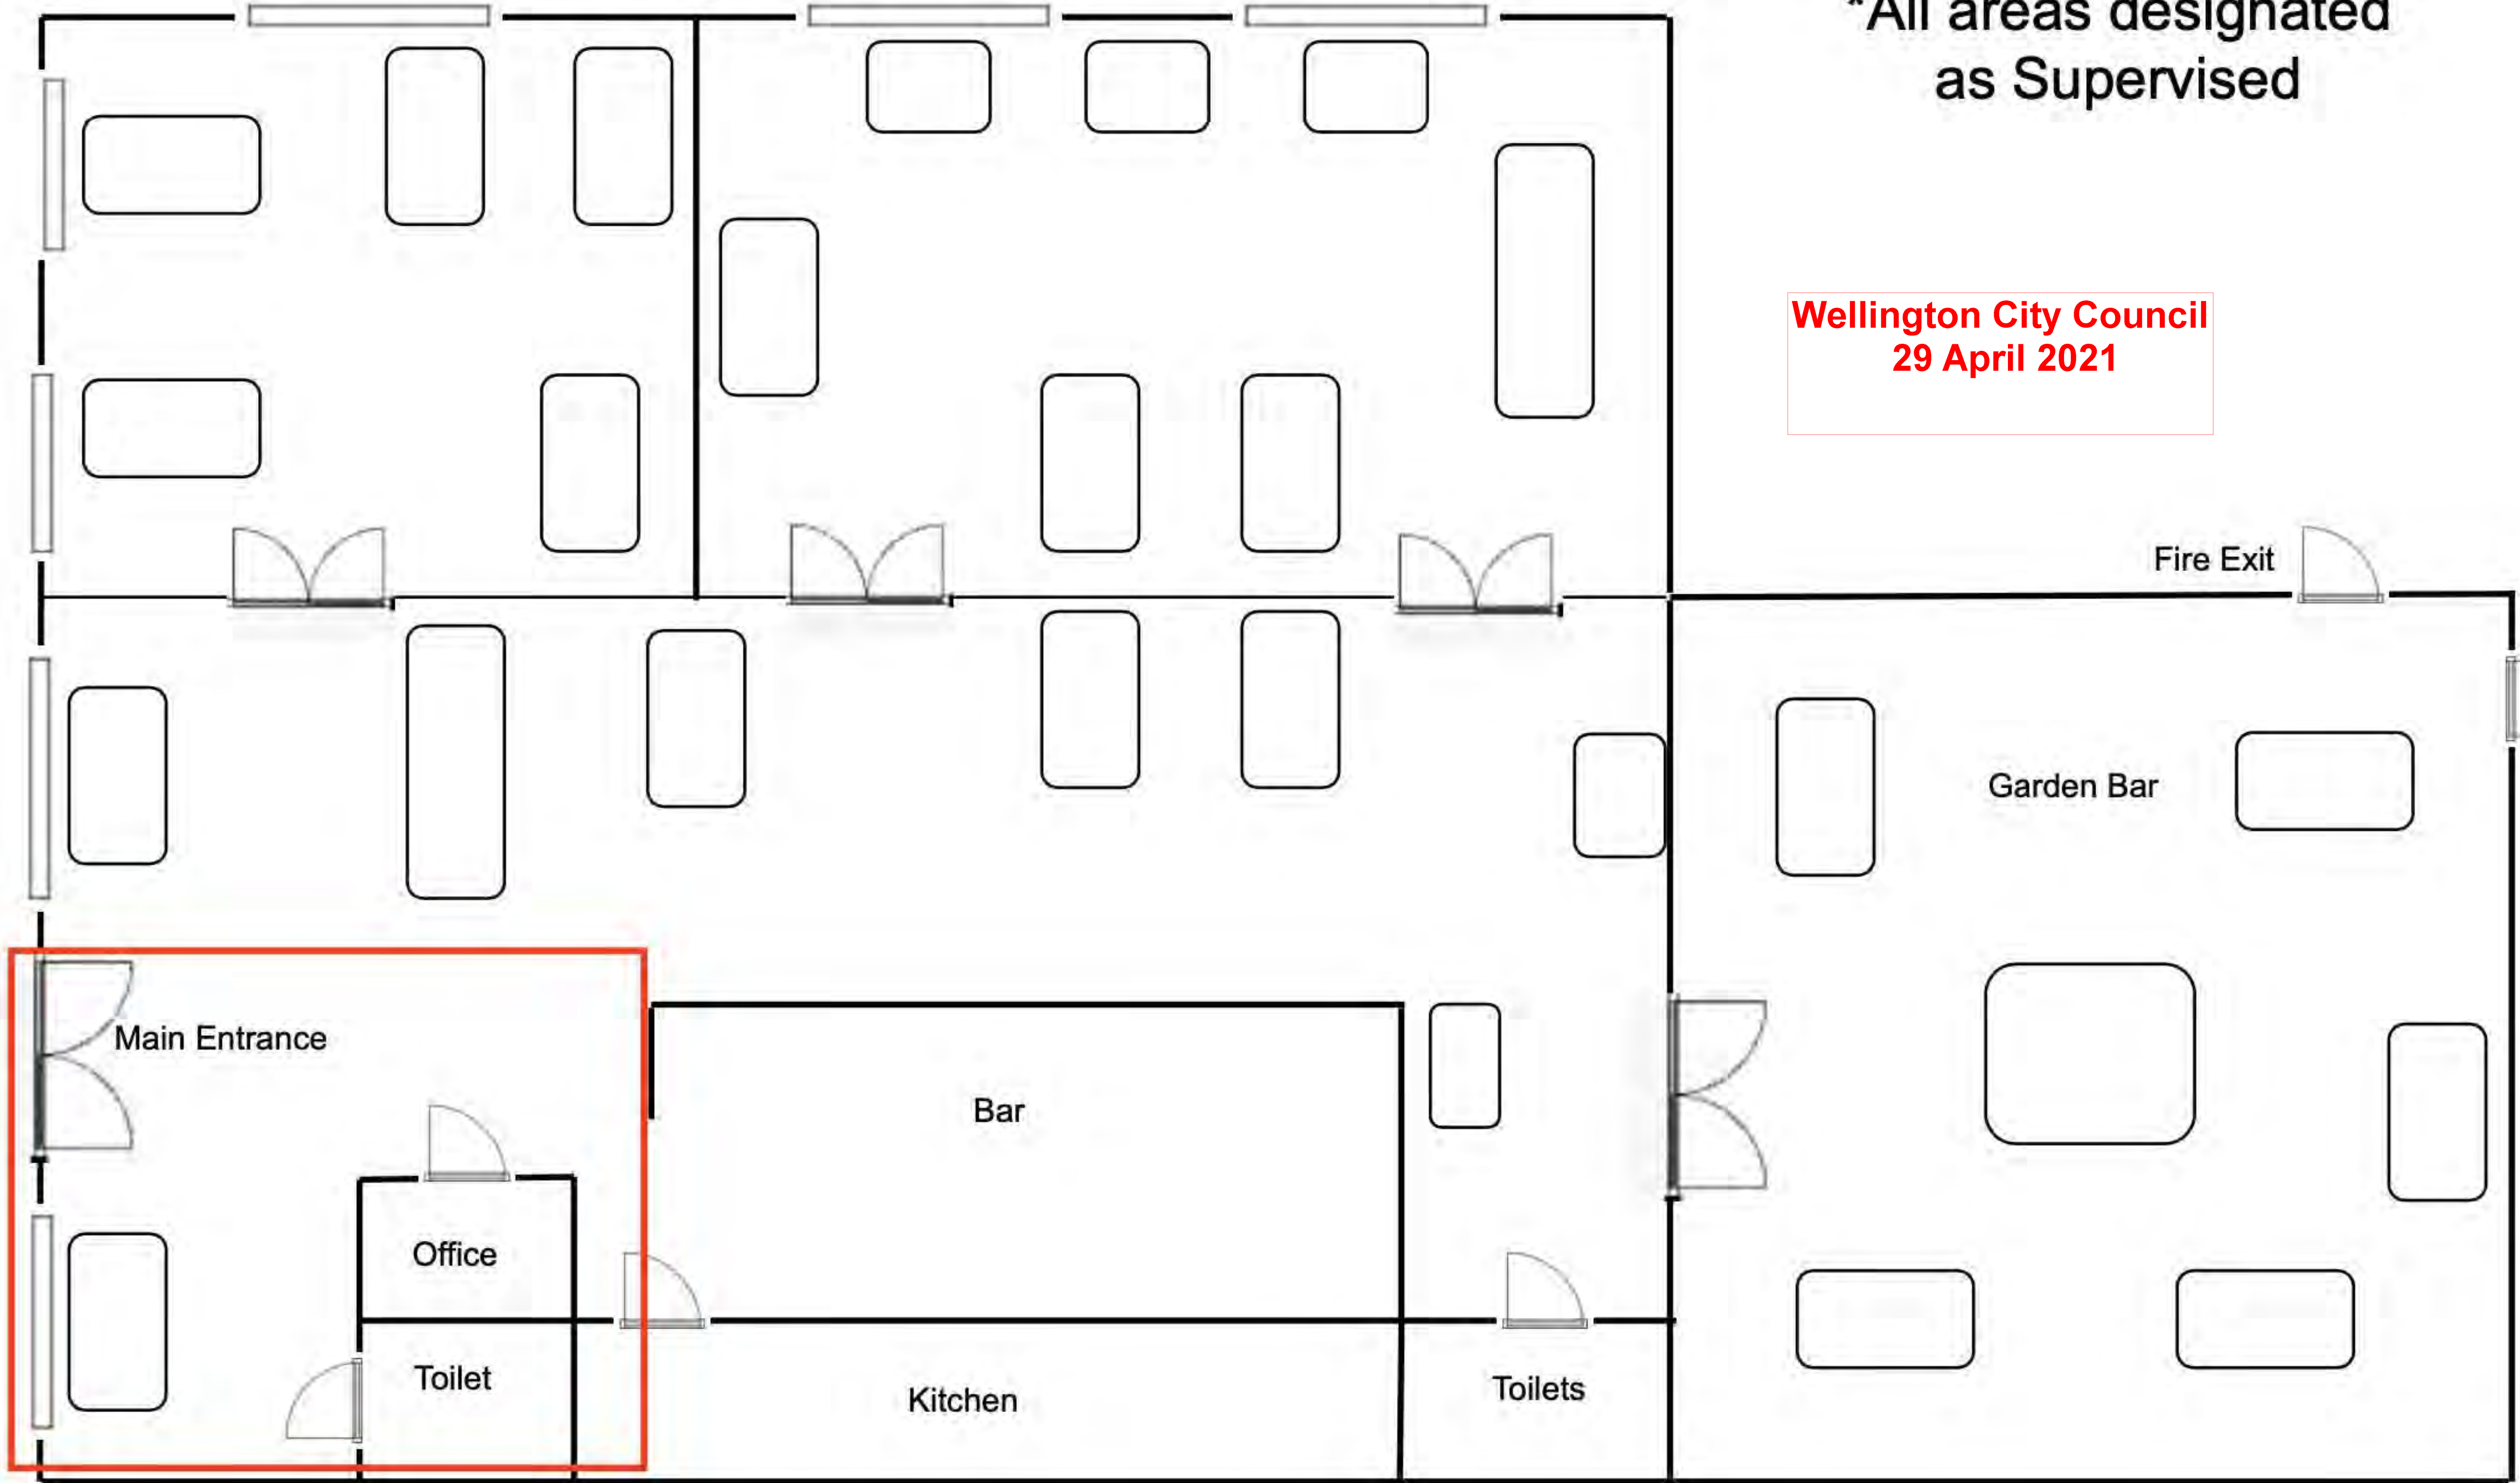 *All areas designated
as Supervised
Wellington City Council
29 April 2021
Fire Exit
Garden Bar
Main Entrance
Bar
Office
Toilet
Kitchen
Toilets